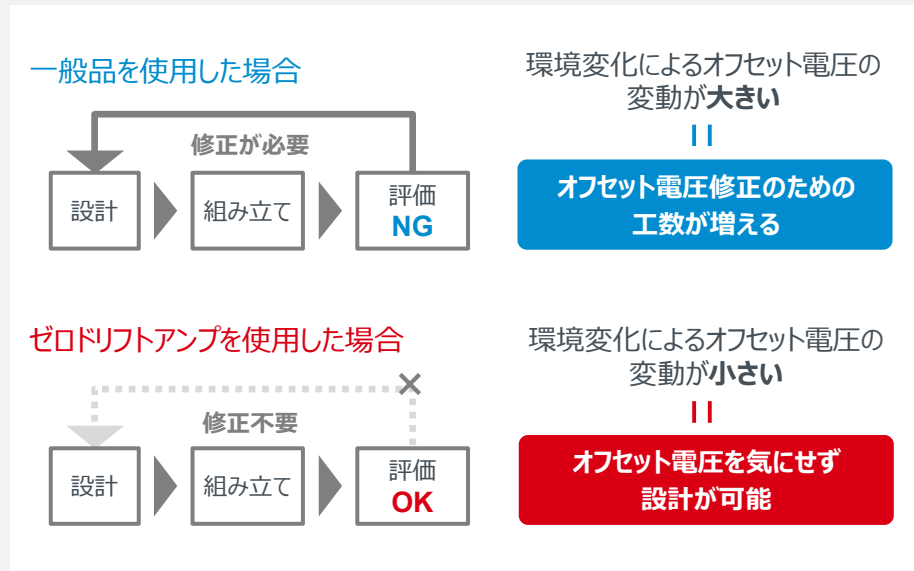 一般品を使用した場合
修正が必要
設計
組み立て
評価
NG
環境変化によるオフセット電圧の
変動が大きい
オフセット電圧修正のための
工数が増える
ゼロドリフトアンプを使用した場合
修正不要
設計
組み立て
評価
OK
環境変化によるオフセット電圧の
変動が小さい
オフセット電圧を気にせず
設計が可能